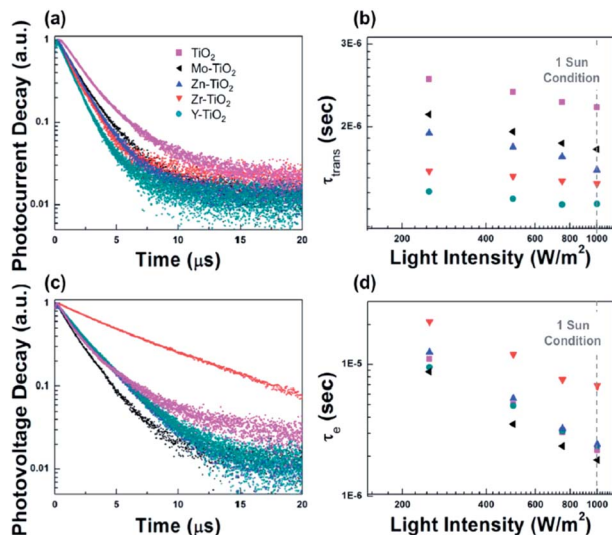 (a)
Photocurrent Decay (a.u.)
1
0.1
0.01
TiO₂
Mo-TiO₂
Zn-TiO₂
Zr-TiO₂
Y-TiO₂
0 5 10 15 20
Time (μs)
(b)
τtrans (sec)
3E-6
2E-6
1 Sun
Condition
200 400 600 800 1000
Light Intensity (W/m²)
(c)
Photovoltage Decay (a.u.)
1
0.1
0.01
0 5 10 15 20
Time (μs)
(d)
τe (sec)
1E-5
1E-6
1 Sun
Condition
200 400 600 800 1000
Light Intensity (W/m²)